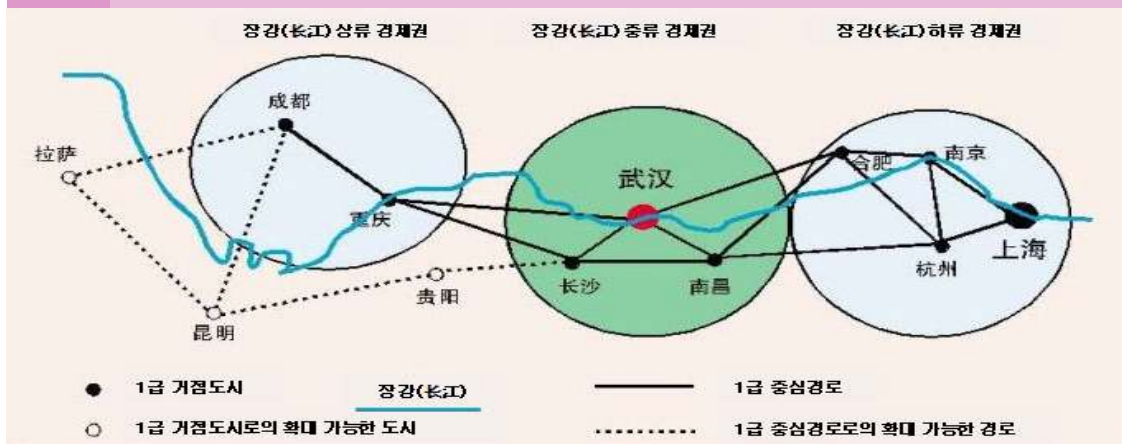 장강(长江)상류 경제권
장강(长江)중류 경제권
장강(长江)하류 경제권
成都
拉萨
重庆
昆明
贵阳
武汉
长沙
南昌
合肥
南京
上海
杭州
1급 거점도시
장강(长江)
1급 중심경로
1급 거점도시로의 확대 가능한 도시
1급 중심경로로의 확대 가능한 경로